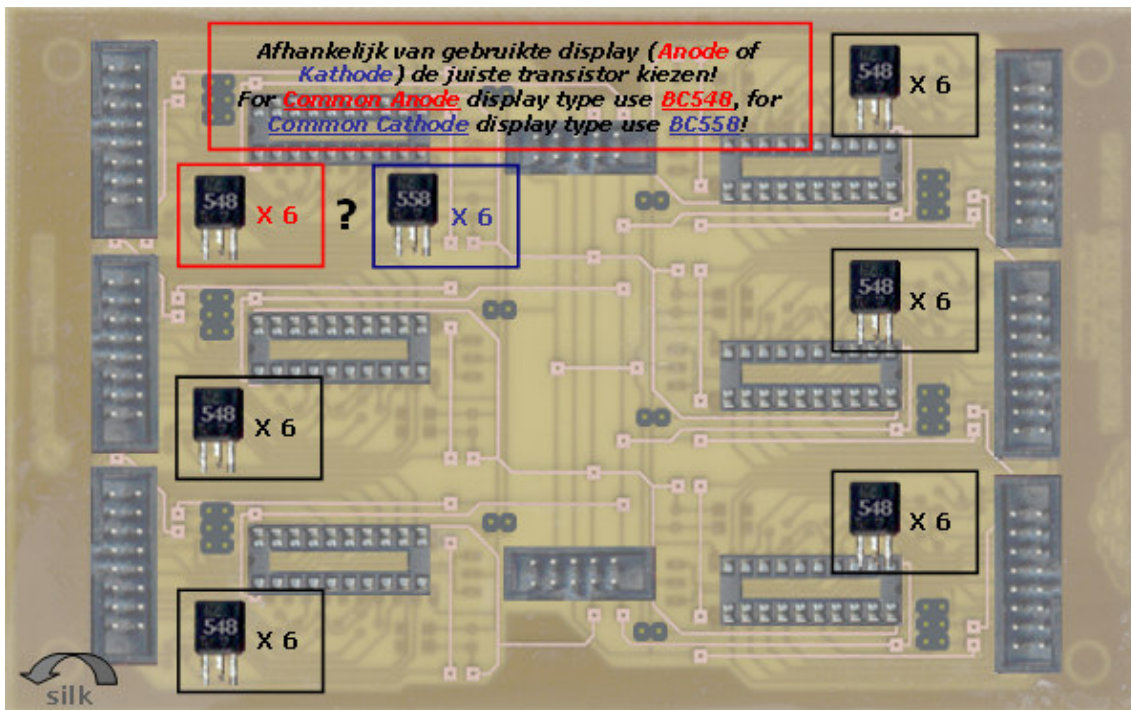 Afhankelijk van gebruikte display (Anode of
Kathode) de juiste transistor kiezen!
For Common Anode display type use BC548, for
Common Cathode display type use BC558!
548 X 6
548 X 6 ? 558 X 6
548 X 6
548 X 6
548 X 6
548 X 6
silk